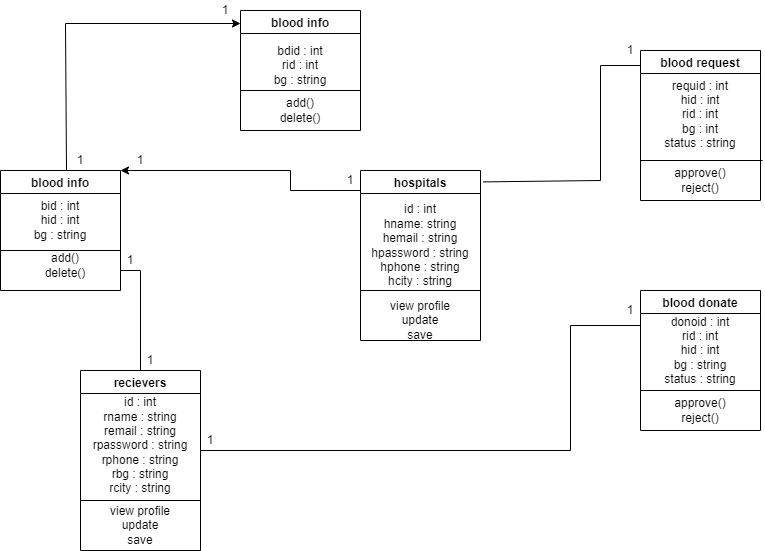 1
blood info
bdid : int
rid : int
bg : string
add()
delete()
1
blood request
requid : int
hid : int
rid : int
bg : int
status : string
approve()
reject()
1
1
blood info
bid : int
hid : int
bg : string
add()
delete()
1
1
hospitals
id : int
hname: string
hemail : string
hpassword : string
hphone : string
hcity : string
view profile
update
save
1
blood donate
donoid : int
rid : int
hid : int
bg : string
status : string
approve()
reject()
1
1
recievers
id : int
rname : string
remail : string
rpassword : string
rphone : string
rbg : string
rcity : string
view profile
update
save
1